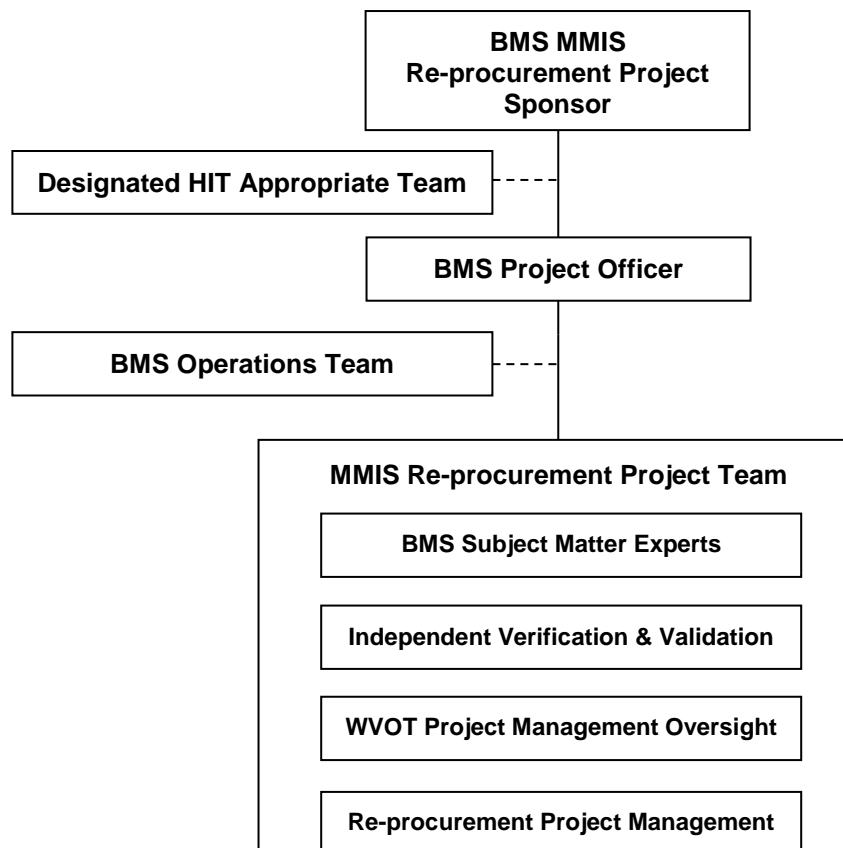 BMS MMIS
Re-procurement Project
Sponsor
Designated HIT Appropriate Team
BMS Project Officer
BMS Operations Team
MMIS Re-procurement Project Team
BMS Subject Matter Experts
Independent Verification & Validation
WVOT Project Management Oversight
Re-procurement Project Management